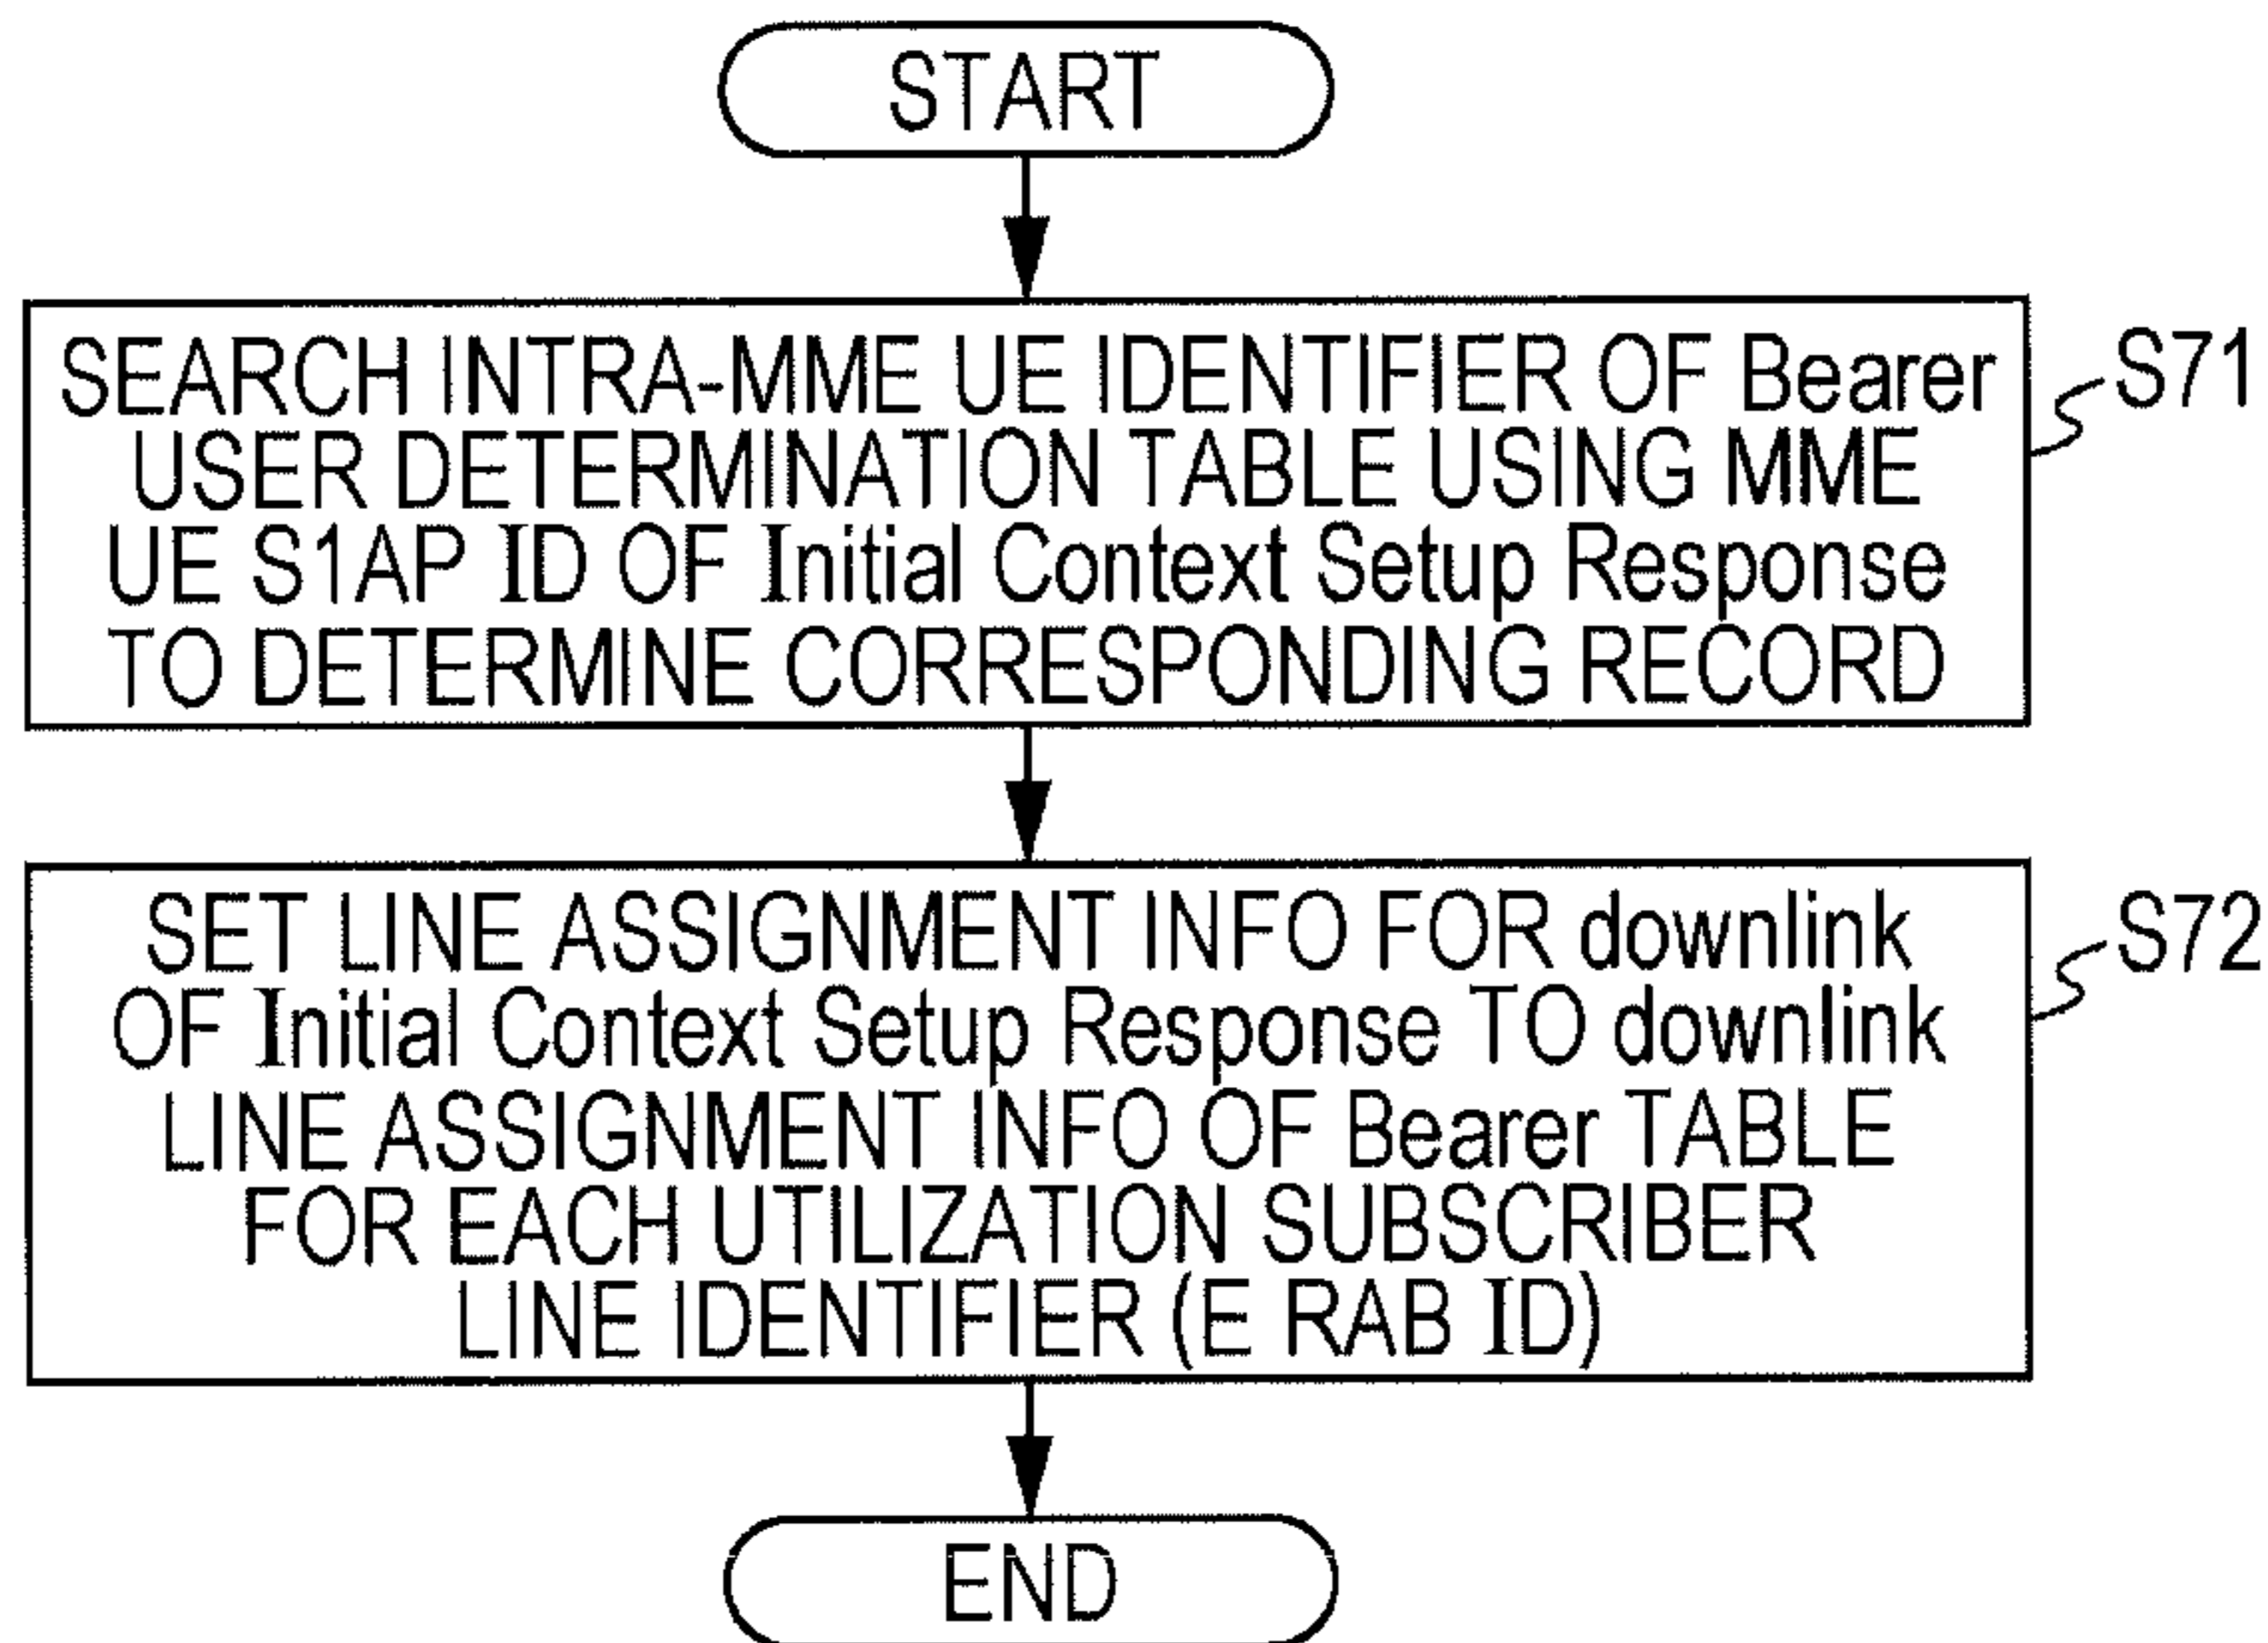 START
SEARCH INTRA-MME UE IDENTIFIER OF Bearer
USER DETERMINATION TABLE USING MME
UE S1AP ID OF Initial Context Setup Response
TO DETERMINE CORRESPONDING RECORD
S71
SET LINE ASSIGNMENT INFO FOR downlink
OF Initial Context Setup Response TO downlink
LINE ASSIGNMENT INFO OF Bearer TABLE
FOR EACH UTILIZATION SUBSCRIBER
LINE IDENTIFIER (E RAB ID)
S72
END